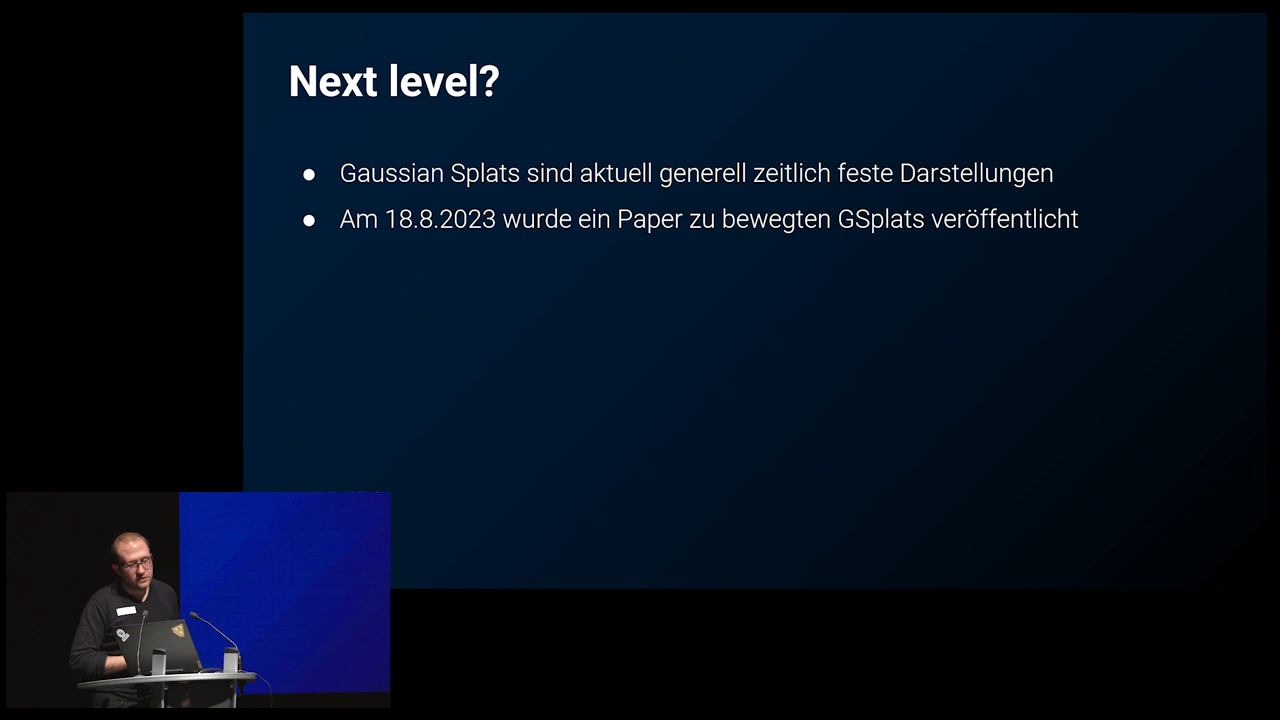 Next level?
● Gaussian Splats sind aktuell generell zeitlich feste Darstellungen
● Am 18.8.2023 wurde ein Paper zu bewegten GSplats veröffentlicht